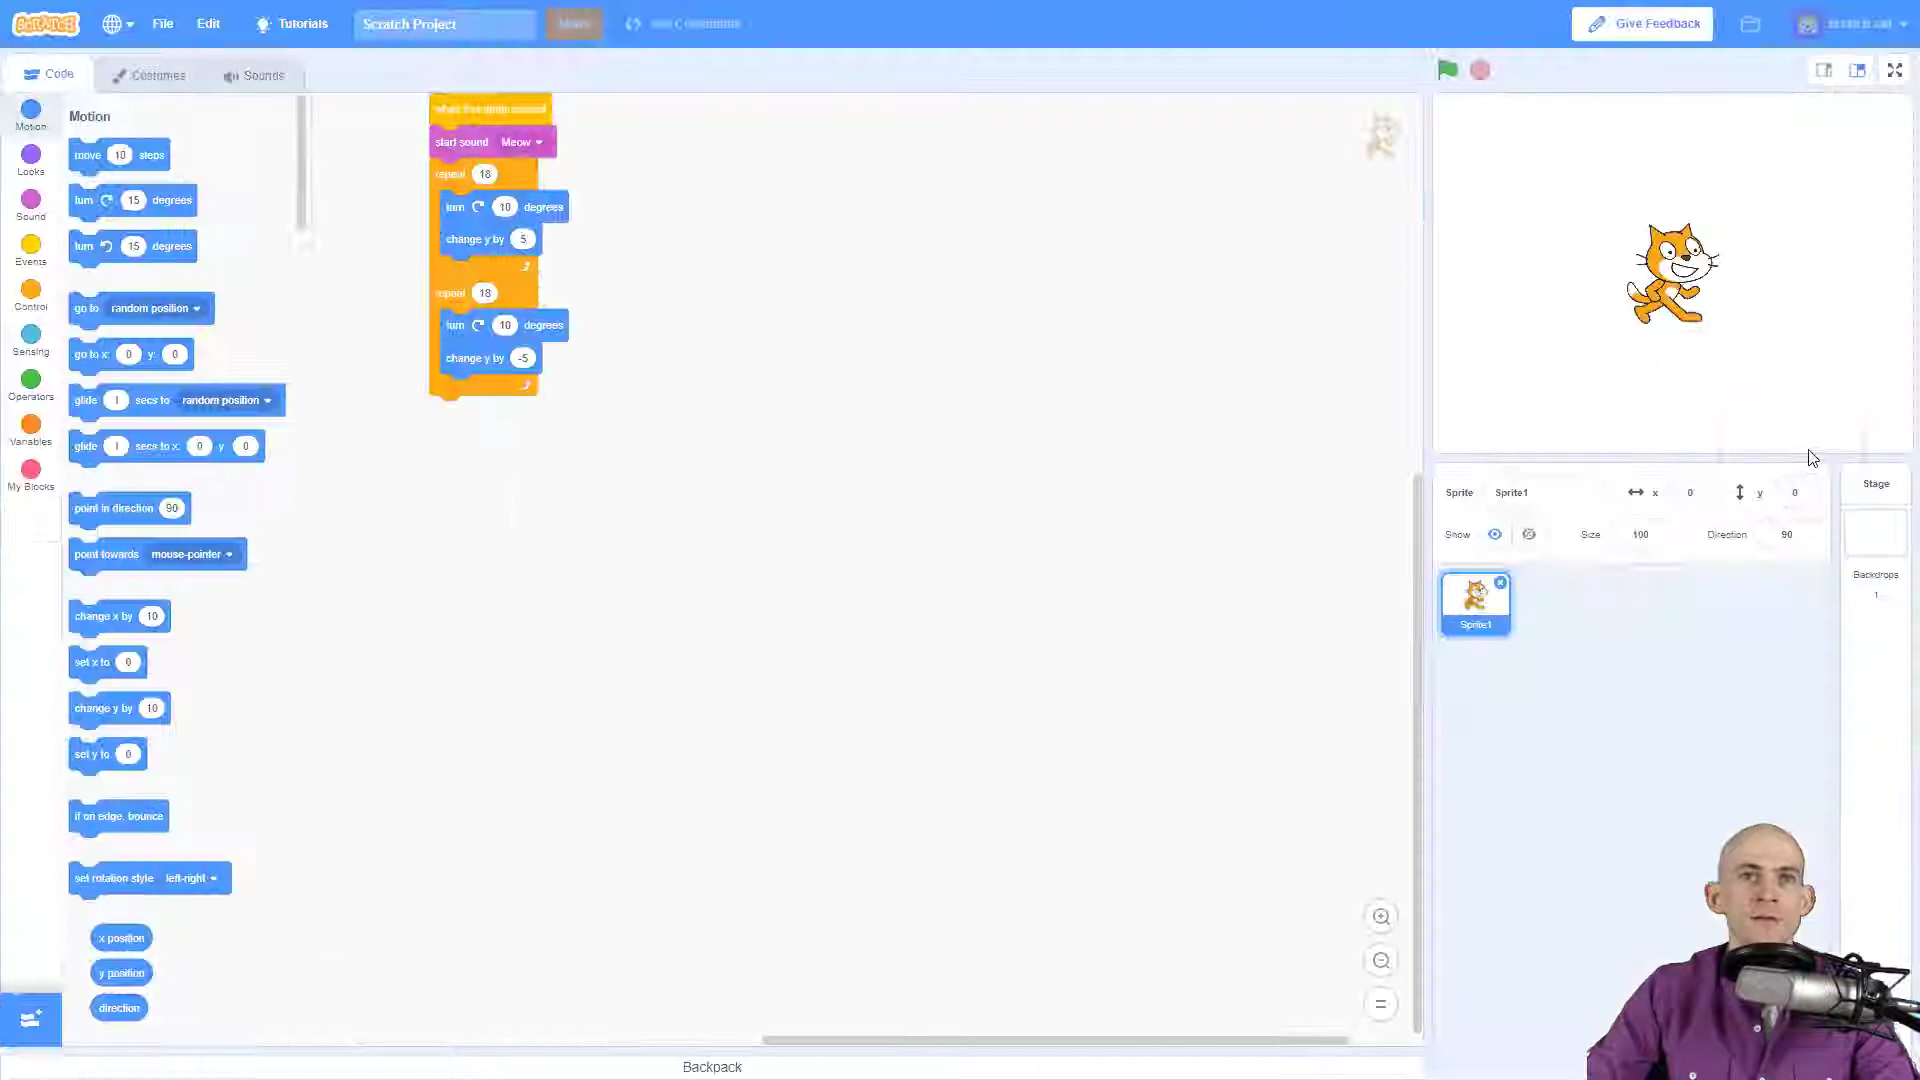 SCRATCH File Edit Tutorials Scratch Project Give Feedback
Code Costumes Sounds
Motion
Looks
Sound
Events
Control
Sensing
Operators
Variables
My Blocks
Motion
move 10 steps
turn 15 degrees
turn 15 degrees
go to random position
go to x: 0 y: 0
glide 1 secs to random position
glide 1 secs to x: 0 y: 0
point in direction 90
point towards mouse-pointer
change x by 10
set x to 0
change y by 10
set y to 0
if on edge, bounce
set rotation style left-right
x position
y position
direction
start sound Meow
repeat 18
turn 10 degrees
change y by 5
repeat 18
turn 10 degrees
change y by -5
Sprite Sprite1 x 0 y 0
Show Size 100 Direction 90
Sprite1
Stage
Backdrops
1
Backpack